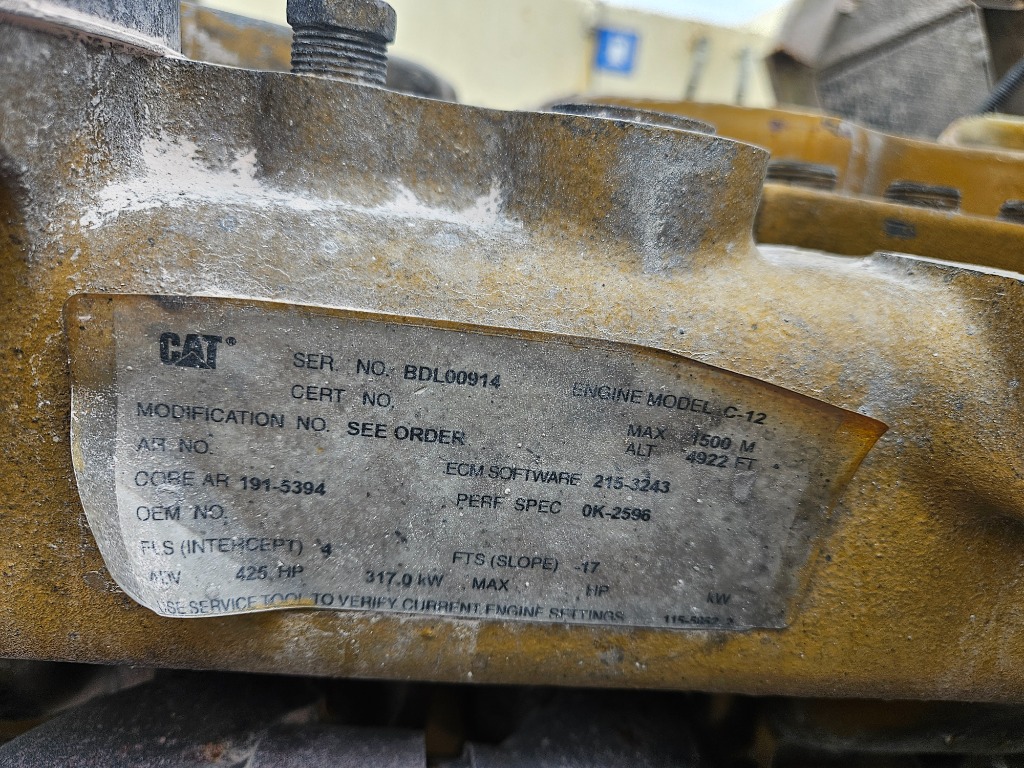 CAT®
SER. NO. BDL00914 ENGINE MODEL C-12
CERT NO.
MODIFICATION NO. SEE ORDER MAX ALT 1500 M 4922 FT
AR NO.
CORE AR 191-5394 ECM SOFTWARE 215-3243
OEM NO. PERF SPEC 0K-2596
FLS (INTERCEPT) 4 FTS (SLOPE) -17
ADV 425 HP 317.0 kW MAX HP kW
USE SERVICE TOOL TO VERIFY CURRENT ENGINE SETTINGS